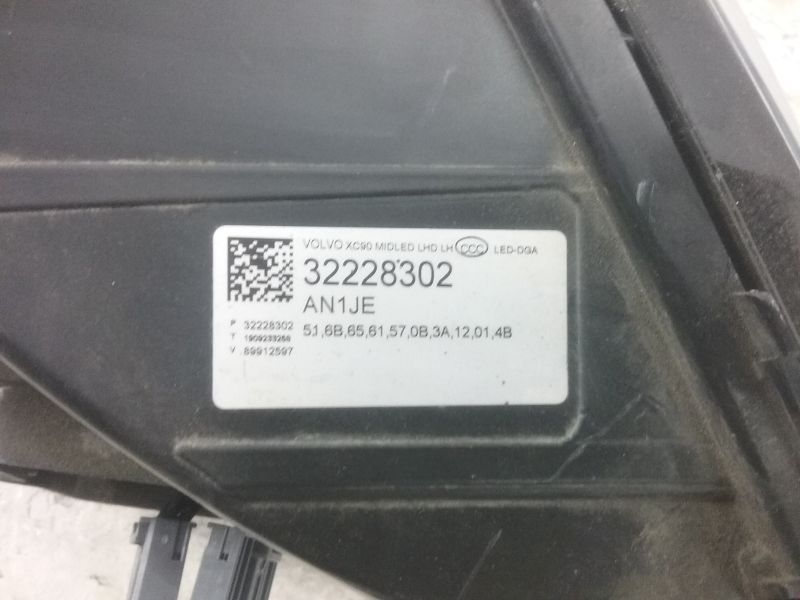 VOLVO XC90 MIDLED LHD LH CCC LED-DGA
32228302
AN1JE
51,6B,65,61,57,0B,3A,12,01,4B
P 32228302
T 1909233256
V .89912597